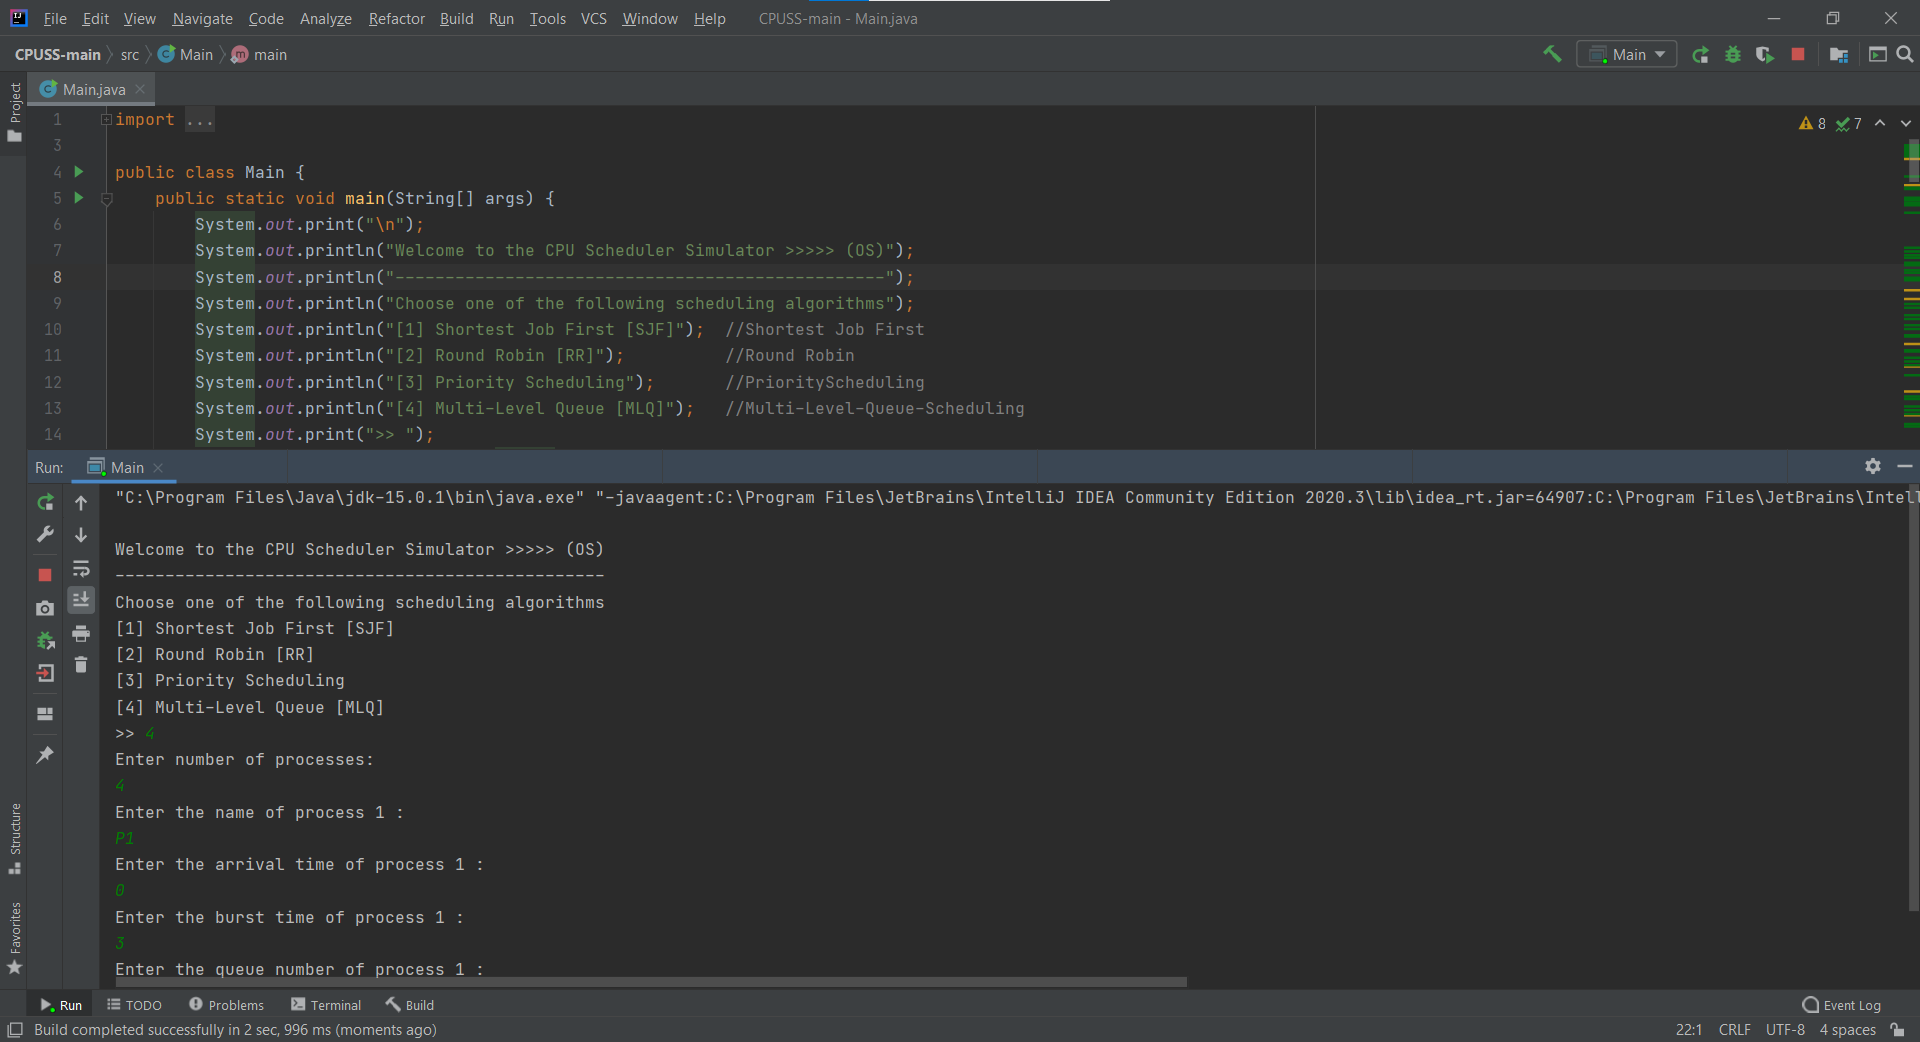 File Edit View Navigate Code Analyze Refactor Build Run Tools VCS Window Help CPUSS-main - Main.java
CPUSS-main src Main main Main
Project
Main.java
1 import ...
8 7
3
4 public class Main {
5 public static void main(String[] args) {
6 System.out.print("\n");
7 System.out.println("Welcome to the CPU Scheduler Simulator >>>>> (OS)");
8 System.out.println("-------------------------------------------------");
9 System.out.println("Choose one of the following scheduling algorithms");
10 System.out.println("[1] Shortest Job First [SJF]"); //Shortest Job First
11 System.out.println("[2] Round Robin [RR]"); //Round Robin
12 System.out.println("[3] Priority Scheduling"); //PriorityScheduling
13 System.out.println("[4] Multi-Level Queue [MLQ]"); //Multi-Level-Queue-Scheduling
14 System.out.print(">> ");
Run: Main
"C:\Program Files\Java\jdk-15.0.1\bin\java.exe" "-javaagent:C:\Program Files\JetBrains\IntelliJ IDEA Community Edition 2020.3\lib\idea_rt.jar=64907:C:\Program Files\JetBrains\Intell
Welcome to the CPU Scheduler Simulator >>>>> (OS)
-------------------------------------------------
Choose one of the following scheduling algorithms
[1] Shortest Job First [SJF]
[2] Round Robin [RR]
[3] Priority Scheduling
[4] Multi-Level Queue [MLQ]
>> 4
Enter number of processes:
4
Enter the name of process 1 :
P1
Enter the arrival time of process 1 :
0
Enter the burst time of process 1 :
3
Enter the queue number of process 1 :
Structure
Favorites
Run TODO Problems Terminal Build Event Log
Build completed successfully in 2 sec, 996 ms (moments ago) 22:1 CRLF UTF-8 4 spaces